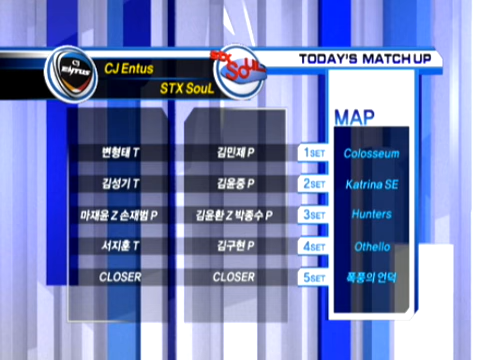 CJ ENTUS
CJ Entus
STX SouL
STX SouL
TODAY'S MATCH UP
MAP
변형태 T 김민제 P 1SET Colosseum
김성기 T 김윤중 P 2SET Katrina SE
마재윤 Z 손재범 P 김윤환 Z 박종수 P 3SET Hunters
서지훈 T 김구현 P 4SET Othello
CLOSER CLOSER 5SET 폭풍의 언덕